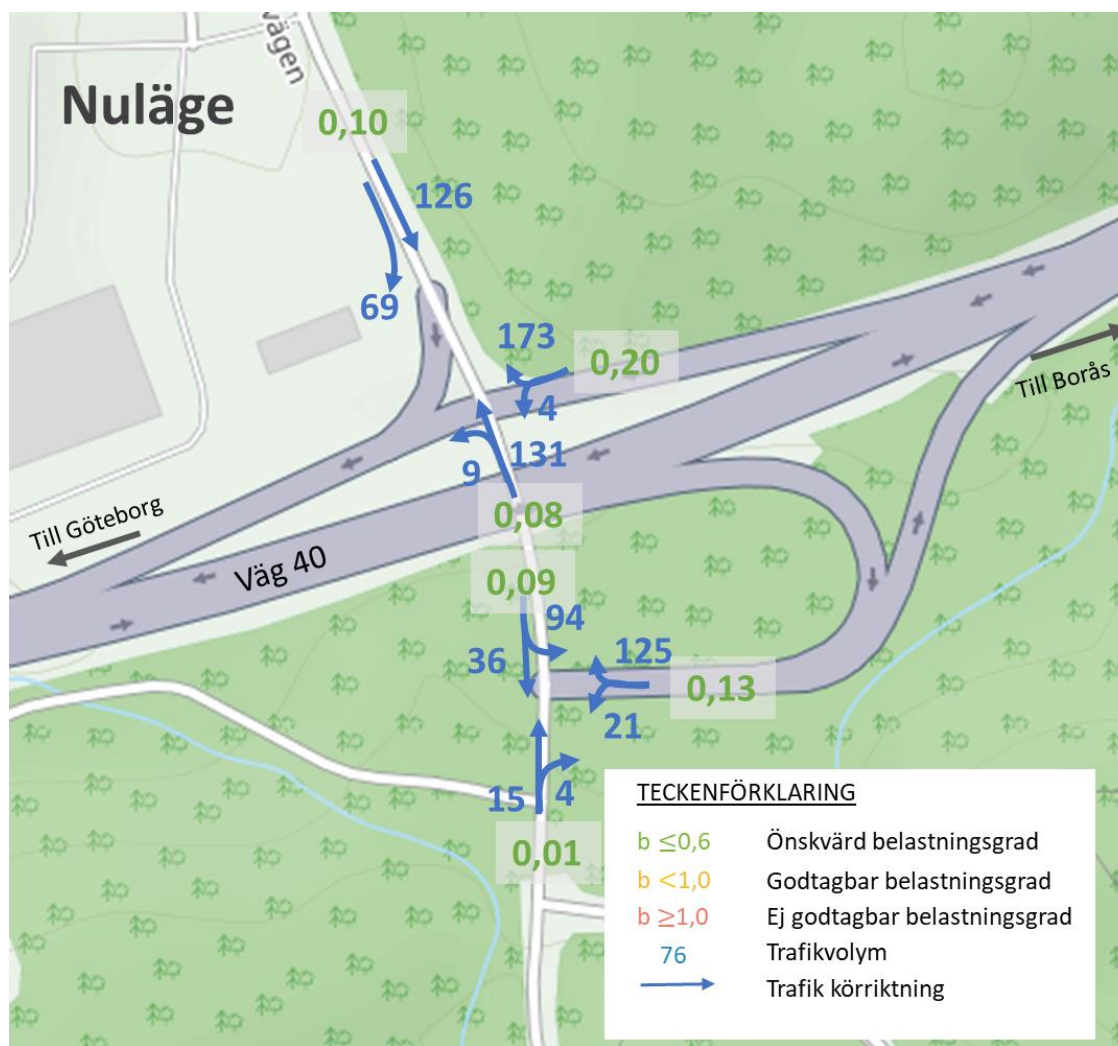 vägen
Nuläge
0,10
126
69
173
0,20
4
Till Borås
9
131
Till Göteborg
0,08
Väg 40
0,09
94
36
125
0,13
21
15
4
0,01
TECKENFÖRKLARING
b ≤0,6 Önskvärd belastningsgrad
b <1,0 Godtagbar belastningsgrad
b ≥1,0 Ej godtagbar belastningsgrad
76 Trafikvolym
Trafik körriktning